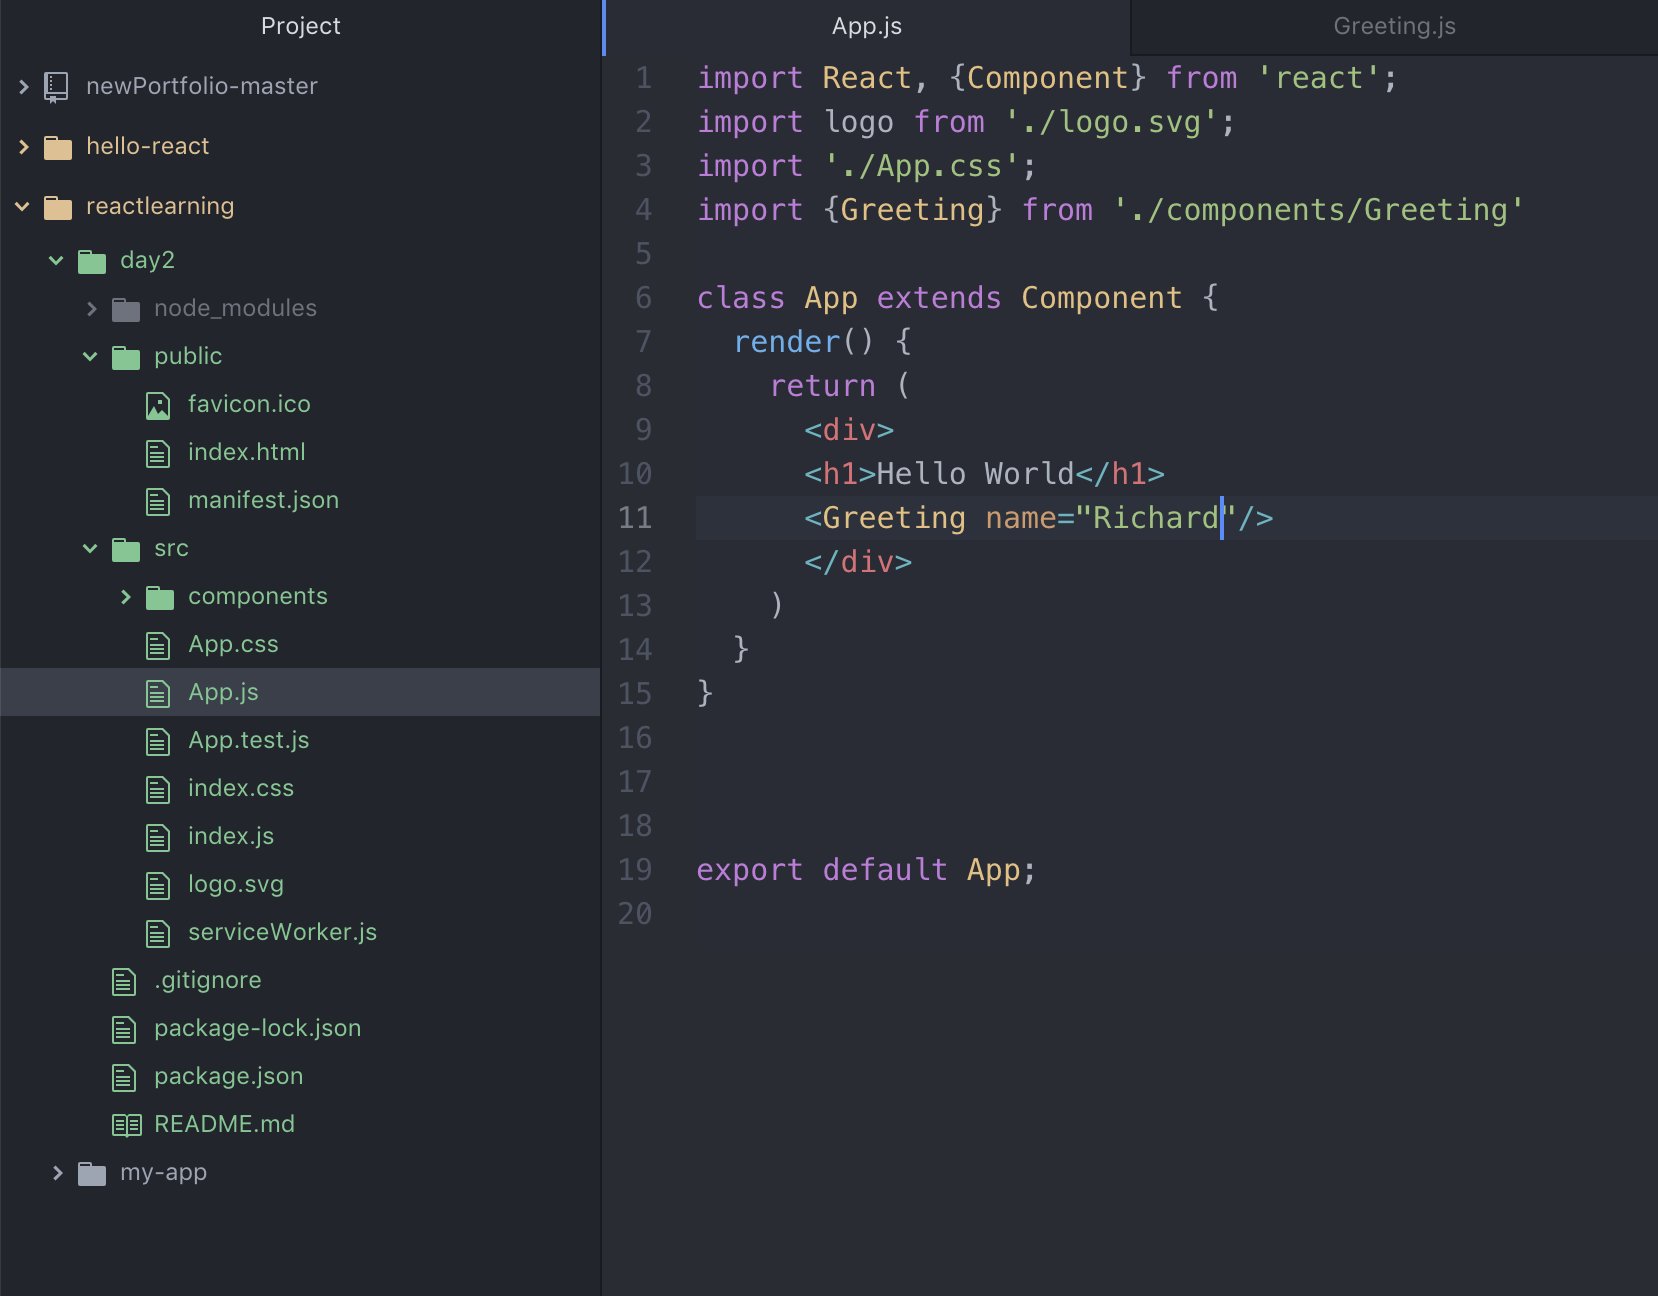 Project
newPortfolio-master
hello-react
reactlearning
day2
node_modules
public
favicon.ico
index.html
manifest.json
src
components
App.css
App.js
App.test.js
index.css
index.js
logo.svg
serviceWorker.js
.gitignore
package-lock.json
package.json
README.md
my-app
App.js
Greeting.js
1 import React, {Component} from 'react';
2 import logo from './logo.svg';
3 import './App.css';
4 import {Greeting} from './components/Greeting'
5
6 class App extends Component {
7   render() {
8     return (
9       <div>
10       <h1>Hello World</h1>
11       <Greeting name="Richard"/>
12       </div>
13     )
14   }
15 }
16
17
18
19 export default App;
20